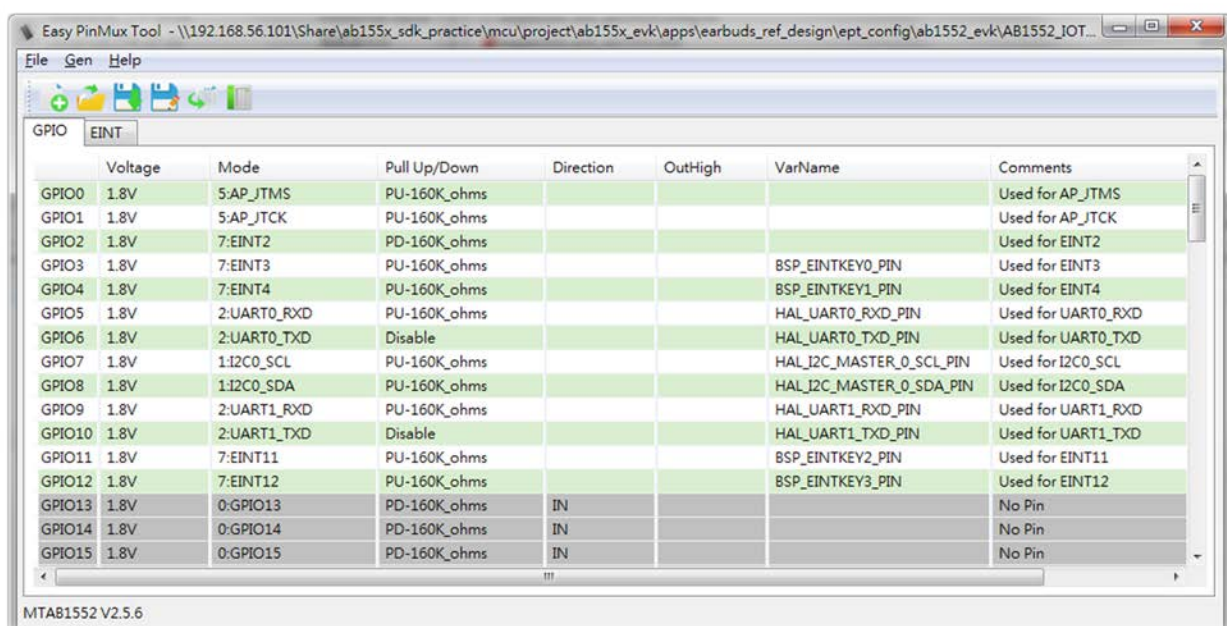 Easy PinMux Tool - \\192.168.56.101\Share\ab155x_sdk_practice\mcu\project\ab155x_evk\apps\earbuds_ref_design\ept_config\ab1552_evk\AB1552_IOT...
File Gen Help
GPIO EINT
Voltage Mode Pull Up/Down Direction OutHigh VarName Comments
GPIO0 1.8V 5:AP_JTMS PU-160K_ohms Used for AP_JTMS
GPIO1 1.8V 5:AP_JTCK PU-160K_ohms Used for AP_JTCK
GPIO2 1.8V 7:EINT2 PD-160K_ohms Used for EINT2
GPIO3 1.8V 7:EINT3 PU-160K_ohms BSP_EINTKEY0_PIN Used for EINT3
GPIO4 1.8V 7:EINT4 PU-160K_ohms BSP_EINTKEY1_PIN Used for EINT4
GPIO5 1.8V 2:UART0_RXD PU-160K_ohms HAL_UART0_RXD_PIN Used for UART0_RXD
GPIO6 1.8V 2:UART0_TXD Disable HAL_UART0_TXD_PIN Used for UART0_TXD
GPIO7 1.8V 1:I2C0_SCL PU-160K_ohms HAL_I2C_MASTER_0_SCL_PIN Used for I2C0_SCL
GPIO8 1.8V 1:I2C0_SDA PU-160K_ohms HAL_I2C_MASTER_0_SDA_PIN Used for I2C0_SDA
GPIO9 1.8V 2:UART1_RXD PU-160K_ohms HAL_UART1_RXD_PIN Used for UART1_RXD
GPIO10 1.8V 2:UART1_TXD Disable HAL_UART1_TXD_PIN Used for UART1_TXD
GPIO11 1.8V 7:EINT11 PU-160K_ohms BSP_EINTKEY2_PIN Used for EINT11
GPIO12 1.8V 7:EINT12 PU-160K_ohms BSP_EINTKEY3_PIN Used for EINT12
GPIO13 1.8V 0:GPIO13 PD-160K_ohms IN No Pin
GPIO14 1.8V 0:GPIO14 PD-160K_ohms IN No Pin
GPIO15 1.8V 0:GPIO15 PD-160K_ohms IN No Pin
MTAB1552 V2.5.6